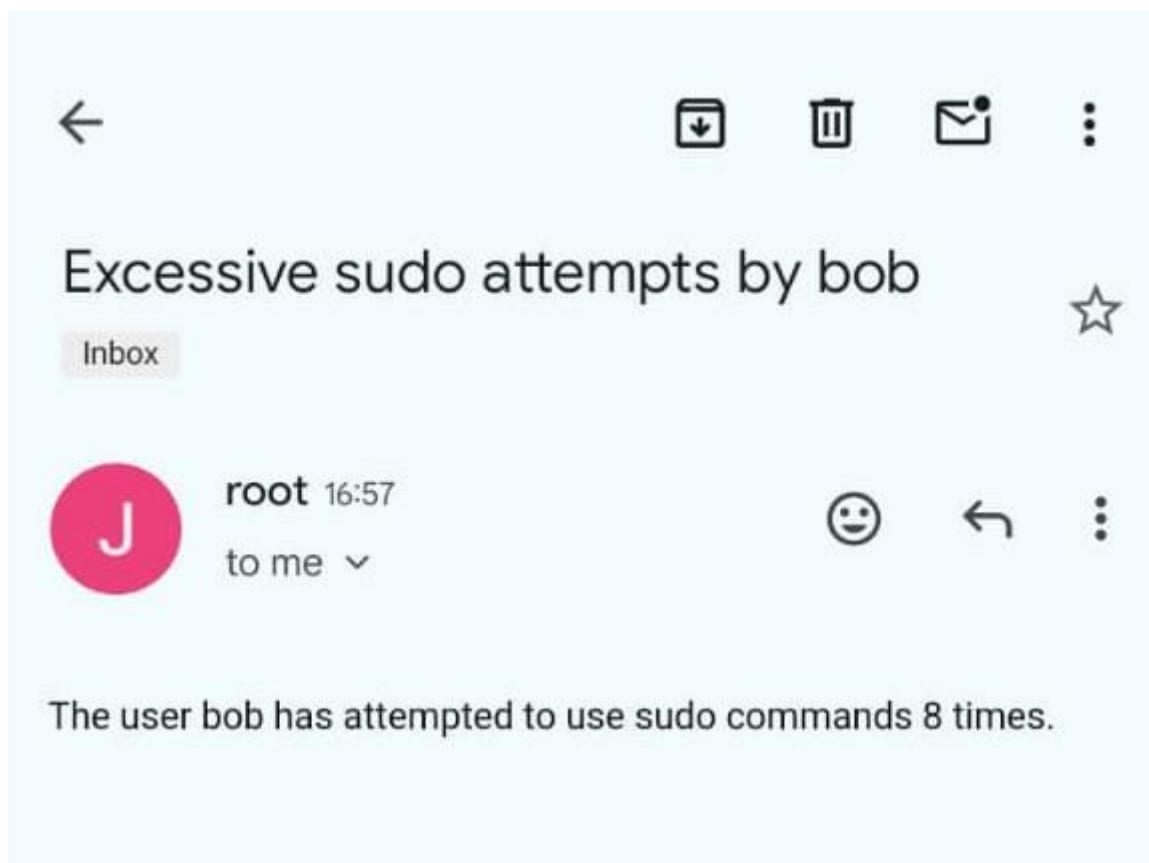 Excessive sudo attempts by bob
Inbox
J
root 16:57
to me
The user bob has attempted to use sudo commands 8 times.